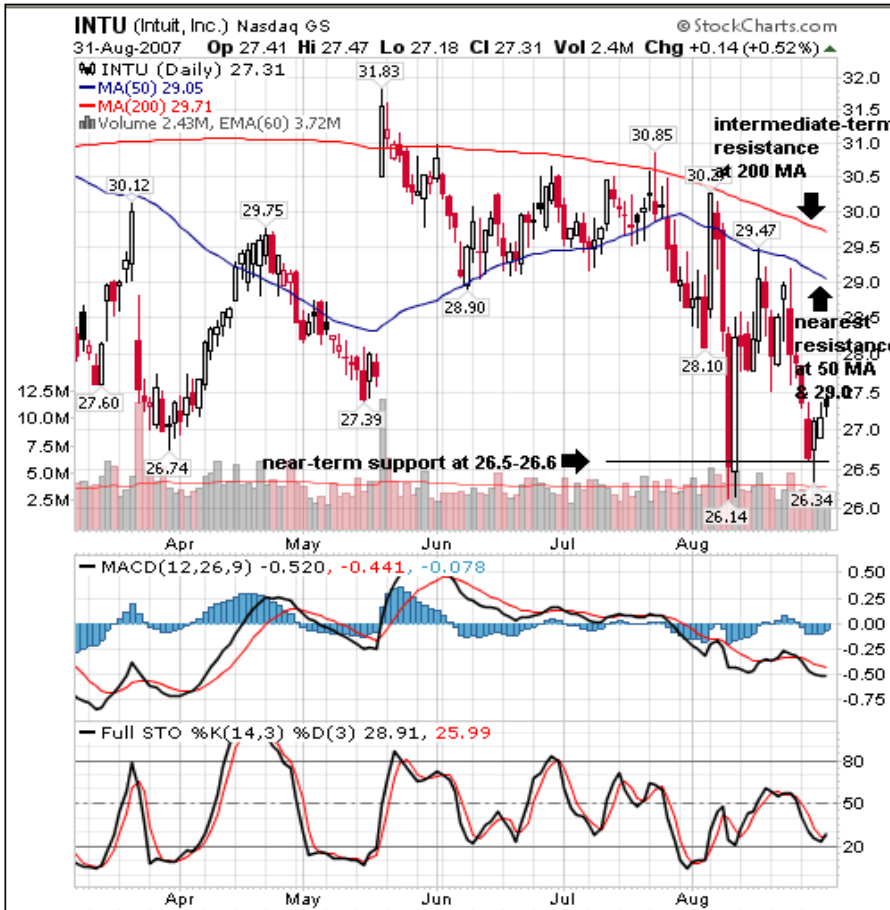 INTU (Intuit, Inc.) Nasdaq GS © StockCharts.com
31-Aug-2007 Op 27.41 Hi 27.47 Lo 27.18 Cl 27.31 Vol 2.4M Chg +0.14 (+0.52%)
INTU (Daily) 27.31
MA(50) 29.05
MA(200) 29.71
Volume 2.43M, EMA(60) 3.72M
31.83
30.12
29.75
30.85
29.47
28.90
28.10
27.60
27.39
26.74
26.14
26.34
intermediate-term
resistance
at 200 MA
nearest
resistance
at 50 MA
near-term support at 26.5-26.6
32.0
31.5
31.0
30.5
30.0
29.5
29.0
28.5
28.0
27.5
27.0
26.5
26.0
12.5M
10.0M
7.5M
5.0M
2.5M
Apr May Jun Jul Aug
MACD(12,26,9) -0.520, -0.441, -0.078
0.50
0.25
0.00
-0.25
-0.50
-0.75
Full STO %K(14,3) %D(3) 28.91, 25.99
80
50
20
Apr May Jun Jul Aug